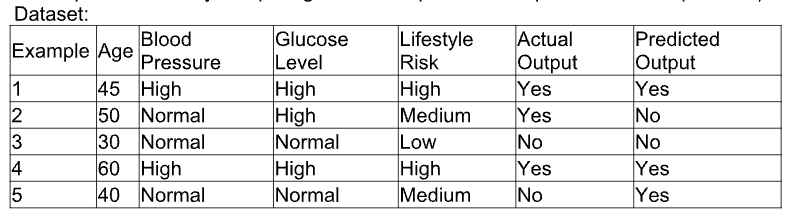 Dataset:
Example Age Blood Pressure Glucose Level Lifestyle Risk Actual Output Predicted Output
1 45 High High High Yes Yes
2 50 Normal High Medium Yes No
3 30 Normal Normal Low No No
4 60 High High High Yes Yes
5 40 Normal Normal Medium No Yes